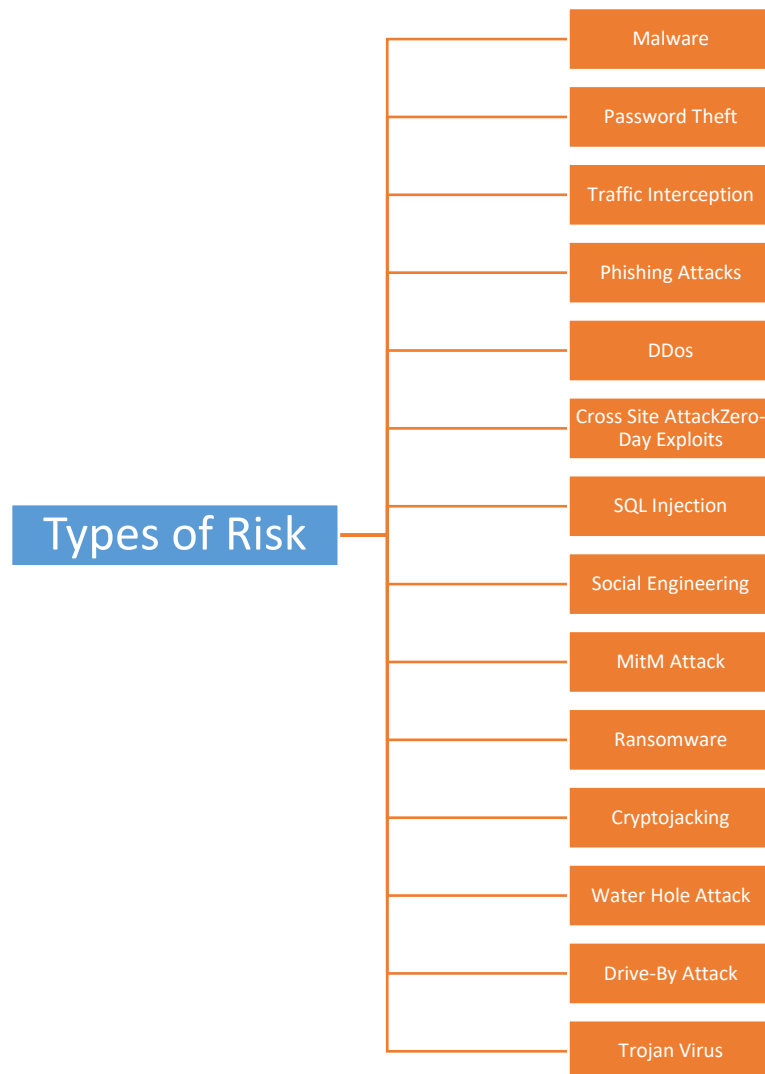 Malware
Password Theft
Traffic Interception
Phishing Attacks
DDos
Cross Site AttackZero-
Day Exploits
SQL Injection
Types of Risk
Social Engineering
MitM Attack
Ransomware
Cryptojacking
Water Hole Attack
Drive-By Attack
Trojan Virus